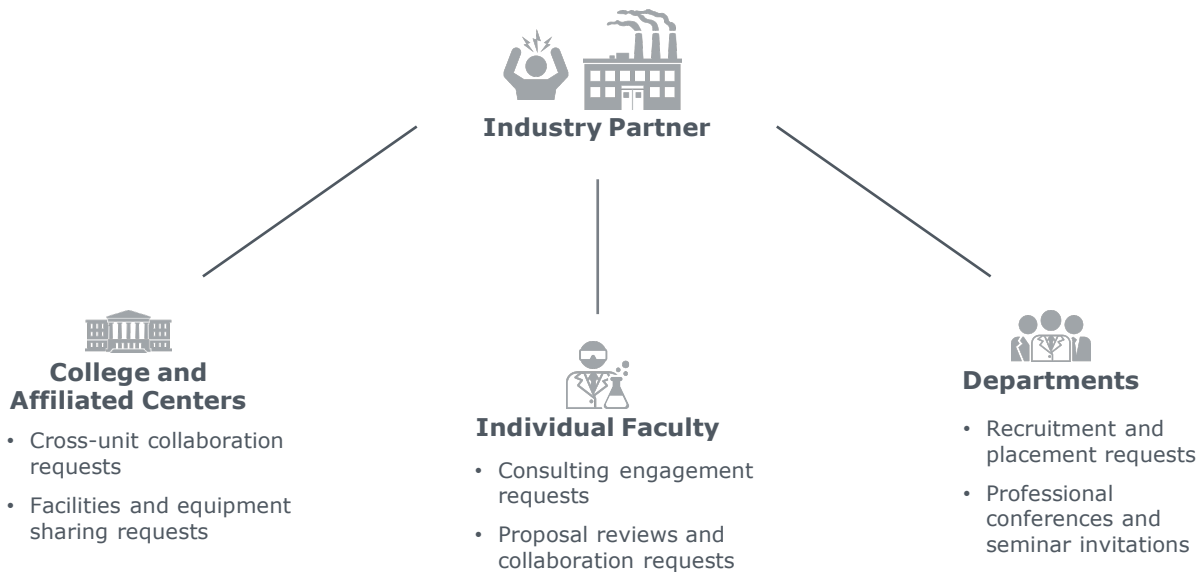 Industry Partner
College and
Affiliated Centers
• Cross-unit collaboration
requests
• Facilities and equipment
sharing requests
Individual Faculty
• Consulting engagement
requests
• Proposal reviews and
collaboration requests
Departments
• Recruitment and
placement requests
• Professional
conferences and
seminar invitations